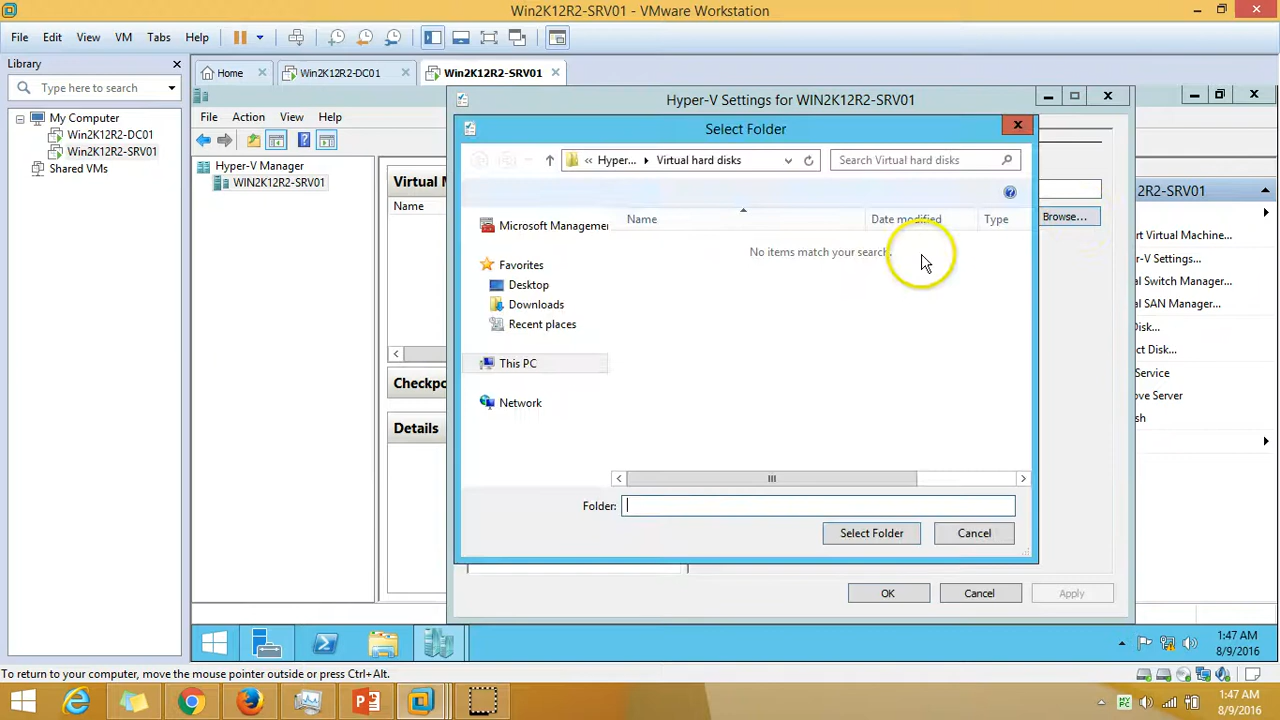 Win2K12R2-SRV01 - VMware Workstation
File Edit View VM Tabs Help
Library
Type here to search
My Computer
Win2K12R2-DC01
Win2K12R2-SRV01
Shared VMs
Home
Win2K12R2-DC01
Win2K12R2-SRV01
File Action View Help
Hyper-V Manager
WIN2K12R2-SRV01
Virtual M
Name
Checkpo
Details
Hyper-V Settings for WIN2K12R2-SRV01
Browse...
OK Cancel Apply
Select Folder
« Hyper... Virtual hard disks
Search Virtual hard disks
Name Date modified Type
No items match your search.
Microsoft Manageme
Favorites
Desktop
Downloads
Recent places
This PC
Network
Folder:
Select Folder Cancel
2R2-SRV01
rt Virtual Machine...
r-V Settings...
al Switch Manager...
al SAN Manager...
Disk...
ct Disk...
Service
ove Server
sh
1:47 AM
8/9/2016
To return to your computer, move the mouse pointer outside or press Ctrl+Alt.
1:47 AM
8/9/2016